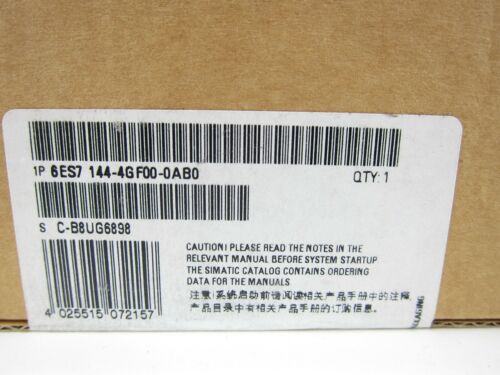 1P 6ES7 144-4GF00-0AB0 QTY: 1
S C-B8UG6898
CAUTION! PLEASE READ THE NOTES IN THE
RELEVANT MANUAL BEFORE SYSTEM STARTUP
THE SIMATIC CATALOG CONTAINS ORDERING
DATA FOR THE MANUALS
注意:系统启动前请阅读相关产品手册中的注释
产品目录中有相关产品手册的订购信息.
4 025515 072157